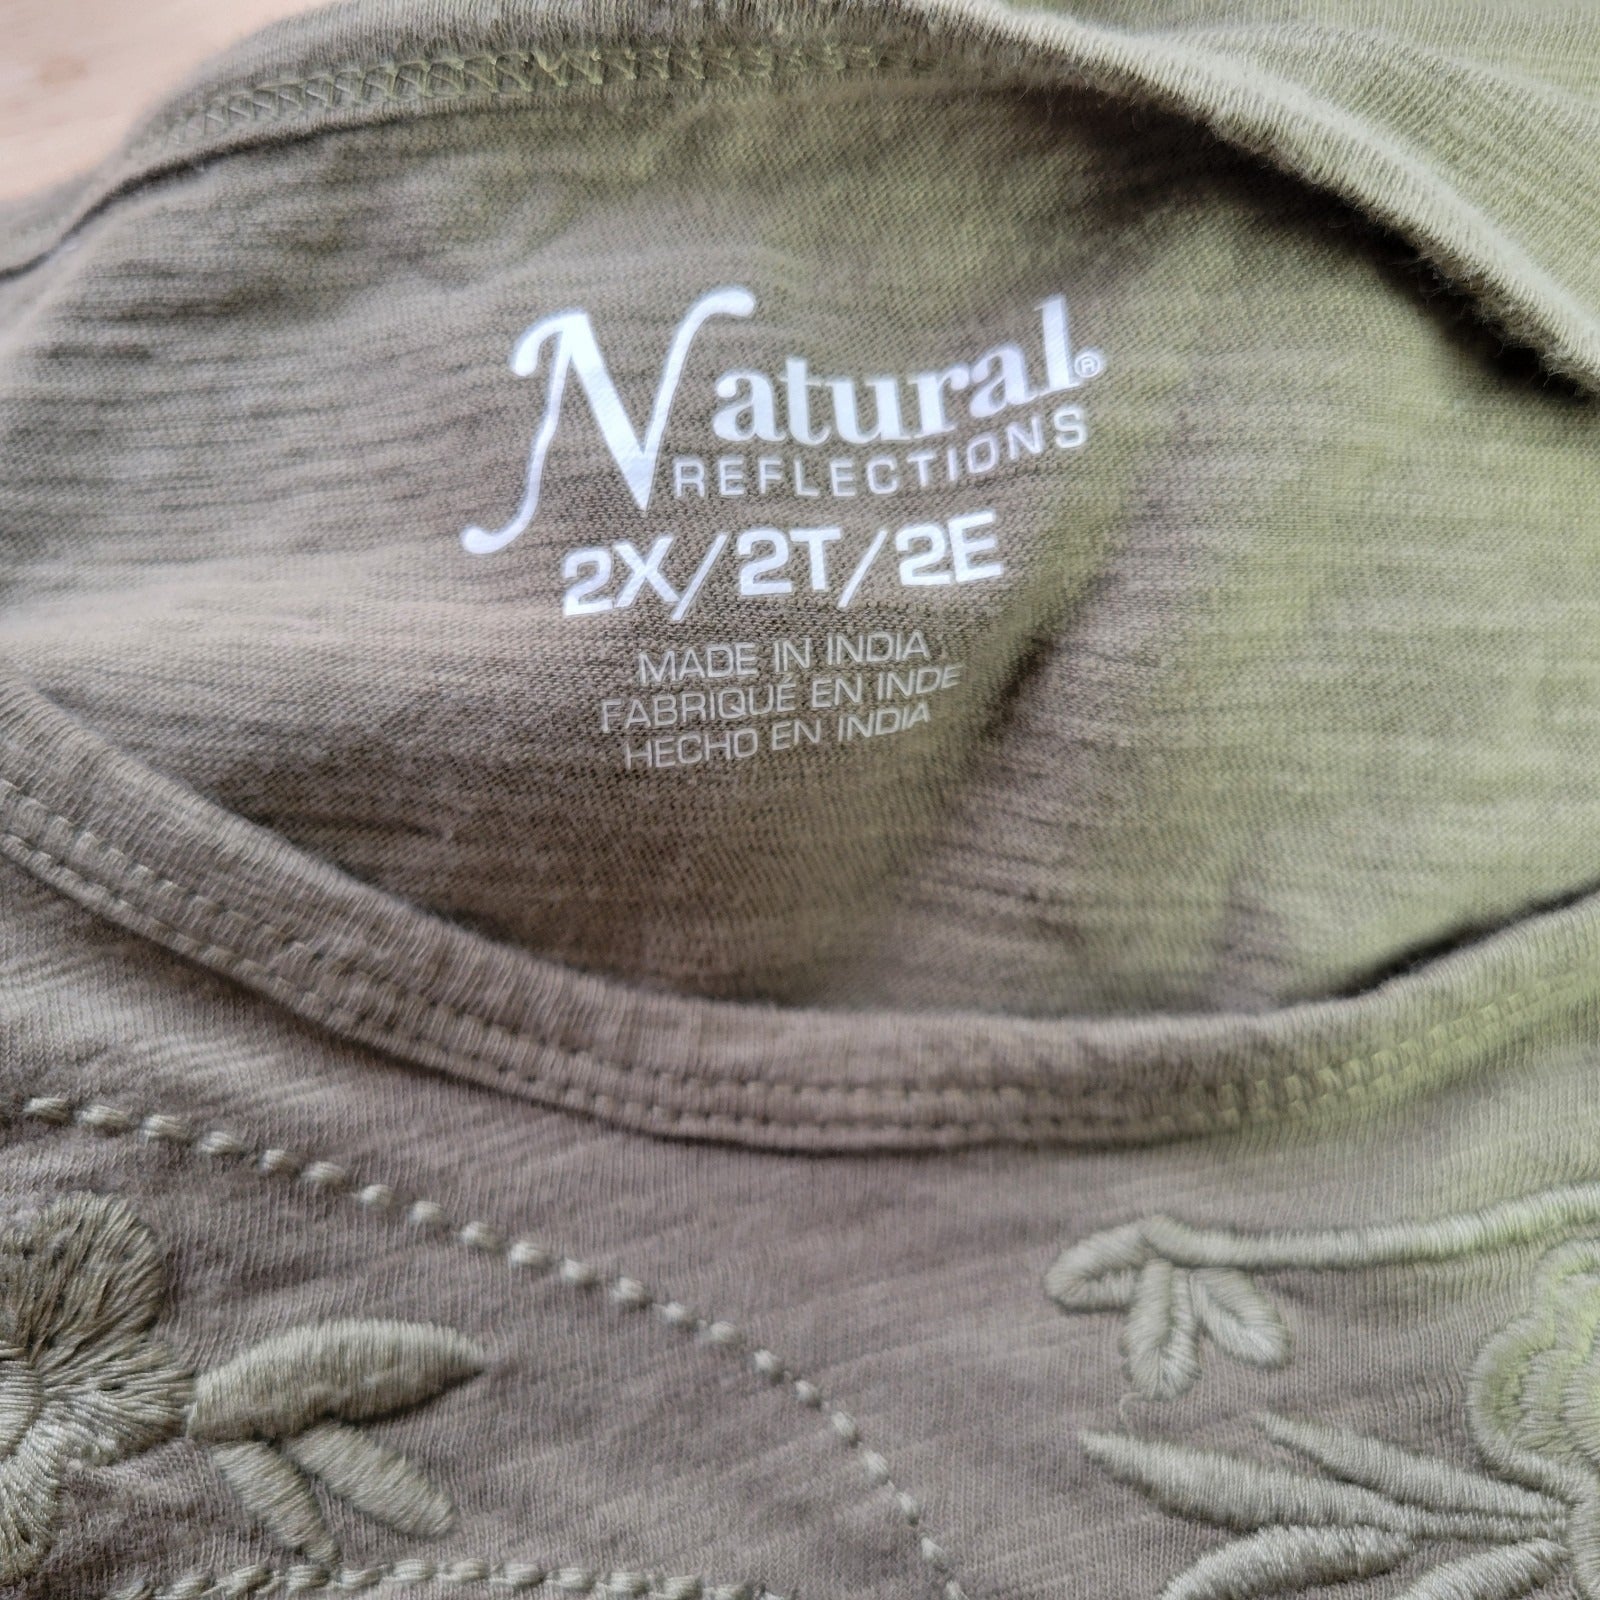 Natural®
REFLECTIONS
2X/2T/2E
MADE IN INDIA
FABRIQUÉ EN INDE
HECHO EN INDIA